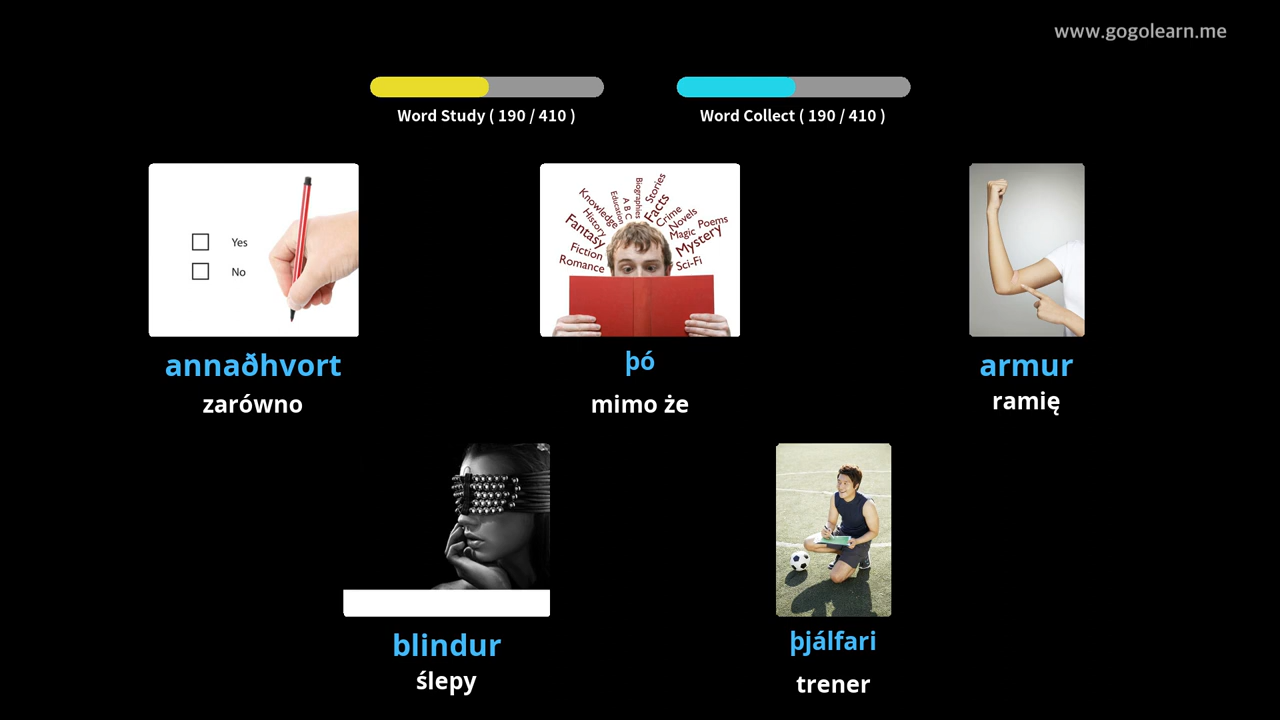 www.gogolearn.me
Word Study ( 190 / 410 )
Word Collect ( 190 / 410 )
Yes
No
Knowledge
History
Fantasy
Fiction
Romance
Education
A B C
Biographies
Stories
Facts
Crime
Novels
Magic
Poems
Mystery
Sci-Fi
annaðhvort
zarówno
þó
mimo że
armur
ramię
blindur
ślepy
þjálfari
trener